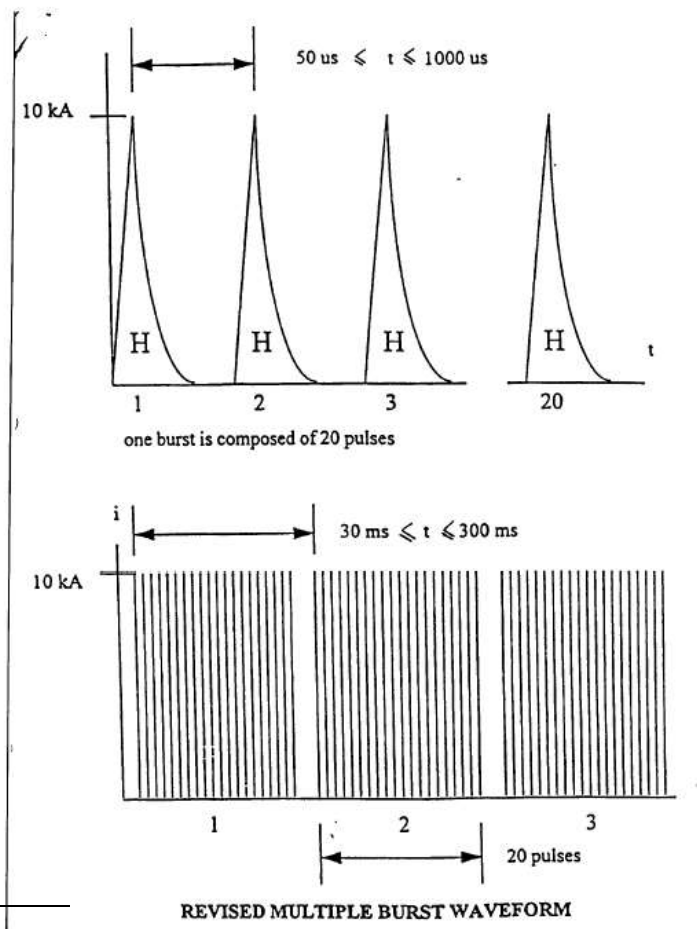 50 us ⩽ t ⩽ 1000 us
10 kA
H H H H
t
1 2 3 20
one burst is composed of 20 pulses
i
30 ms ⩽ t ⩽ 300 ms
10 kA
1 2 3
20 pulses
REVISED MULTIPLE BURST WAVEFORM